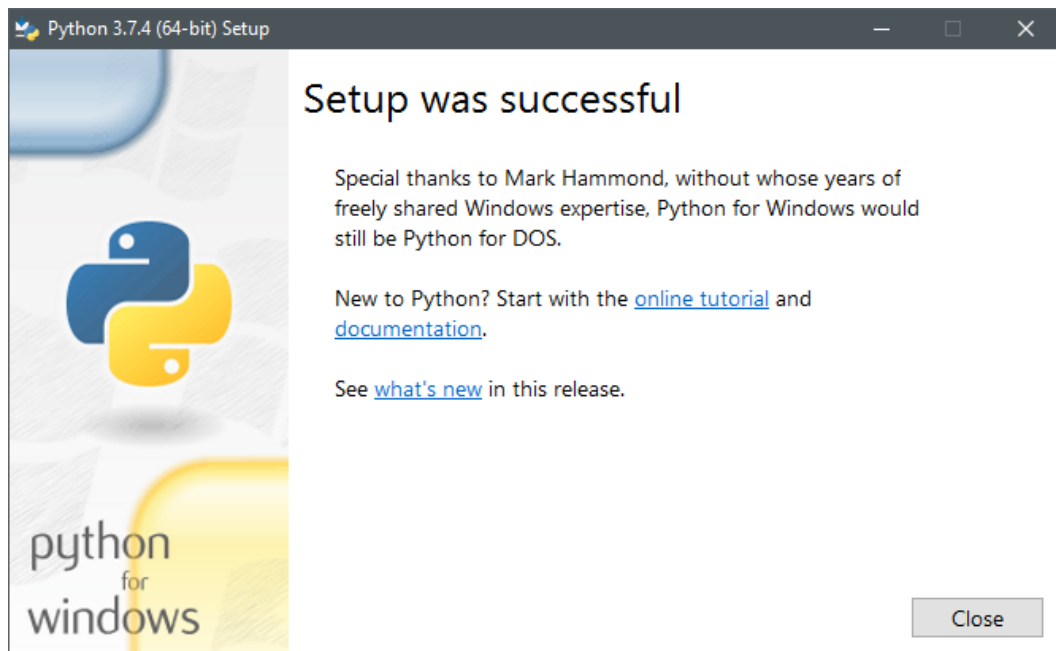 Python 3.7.4 (64-bit) Setup
Setup was successful
Special thanks to Mark Hammond, without whose years of
freely shared Windows expertise, Python for Windows would
still be Python for DOS.
New to Python? Start with the online tutorial and
documentation.
See what's new in this release.
python
for
windows
Close